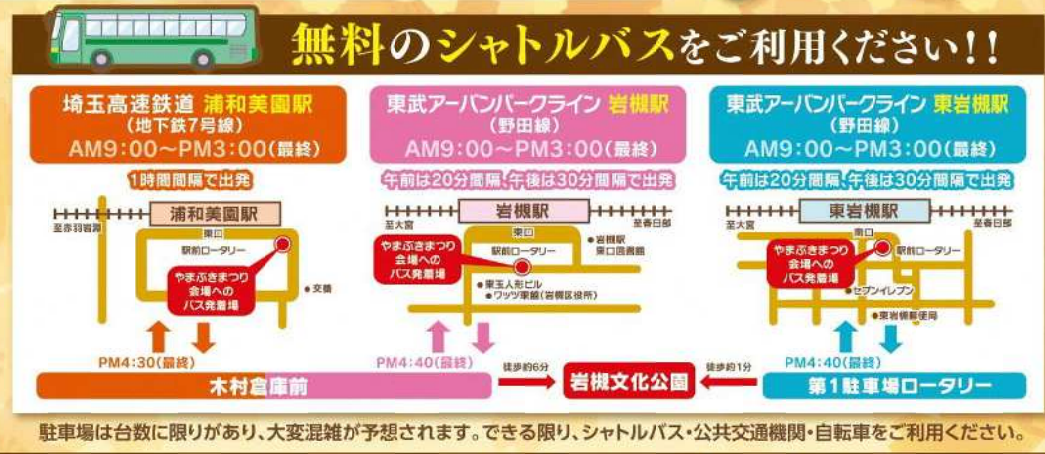 無料のシャトルバスをご利用ください!!
埼玉高速鉄道 浦和美園駅
(地下鉄7号線)
AM9:00〜PM3:00(最終)
1時間間隔で出発
浦和美園駅
至赤羽岩淵
東口
駅前ロータリー
やまぶきまつり
会場への
バス発着場
●交番
PM4:30(最終)
東武アーバンパークライン 岩槻駅
(野田線)
AM9:00〜PM3:00(最終)
午前は20分間隔、午後は30分間隔で出発
岩槻駅
至大宮
至春日部
東口
駅前ロータリー
●岩槻駅
東口図書館
やまぶきまつり
会場への
バス発着場
●東玉人形ビル
●ワッツ東館(岩槻区役所)
PM4:40(最終)
木村倉庫前
東武アーバンパークライン 東岩槻駅
(野田線)
AM9:00〜PM3:00(最終)
午前は20分間隔、午後は30分間隔で出発
東岩槻駅
至大宮
至春日部
東口
駅前ロータリー
やまぶきまつり
会場への
バス発着場
●セブンイレブン
●東岩槻郵便局
PM4:40(最終)
第1駐車場ロータリー
徒歩約6分
岩槻文化公園
徒歩約1分
駐車場は台数に限りがあり、大変混雑が予想されます。できる限り、シャトルバス・公共交通機関・自転車をご利用ください。